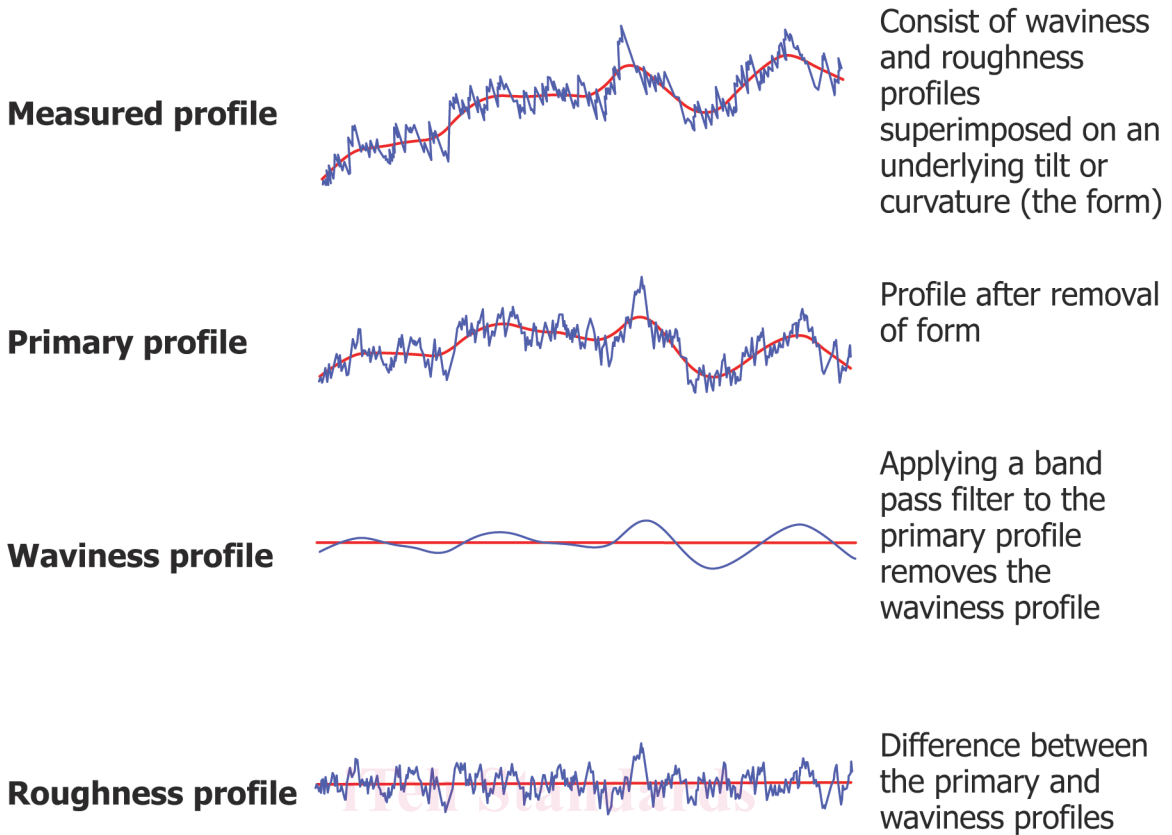 Measured profile
Consist of waviness
and roughness
profiles
superimposed on an
underlying tilt or
curvature (the form)
Primary profile
Profile after removal
of form
Waviness profile
Applying a band
pass filter to the
primary profile
removes the
waviness profile
Roughness profile
iTeh Standards
Difference between
the primary and
waviness profiles